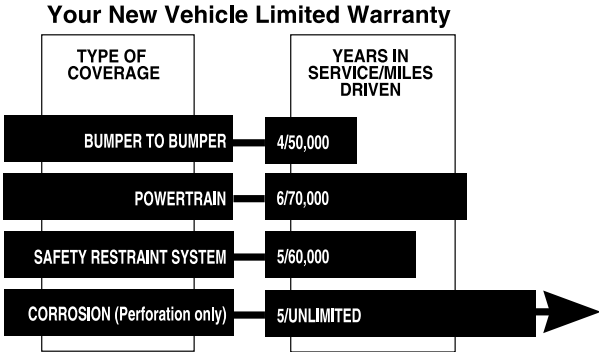 Your New Vehicle Limited Warranty
TYPE OF
COVERAGE
YEARS IN
SERVICE/MILES
DRIVEN
BUMPER TO BUMPER
4/50,000
POWERTRAIN
6/70,000
SAFETY RESTRAINT SYSTEM
5/60,000
CORROSION (Perforation only)
5/UNLIMITED